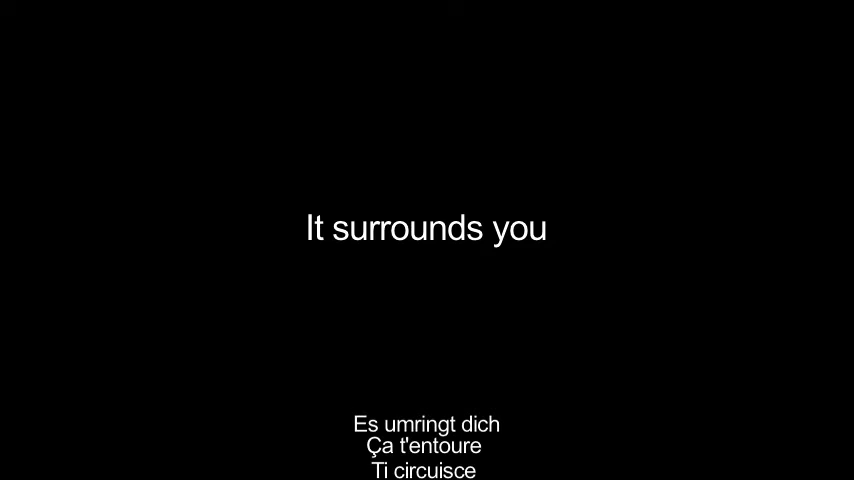 It surrounds you
Es umringt dich
Ça t'entoure
Ti circuisce